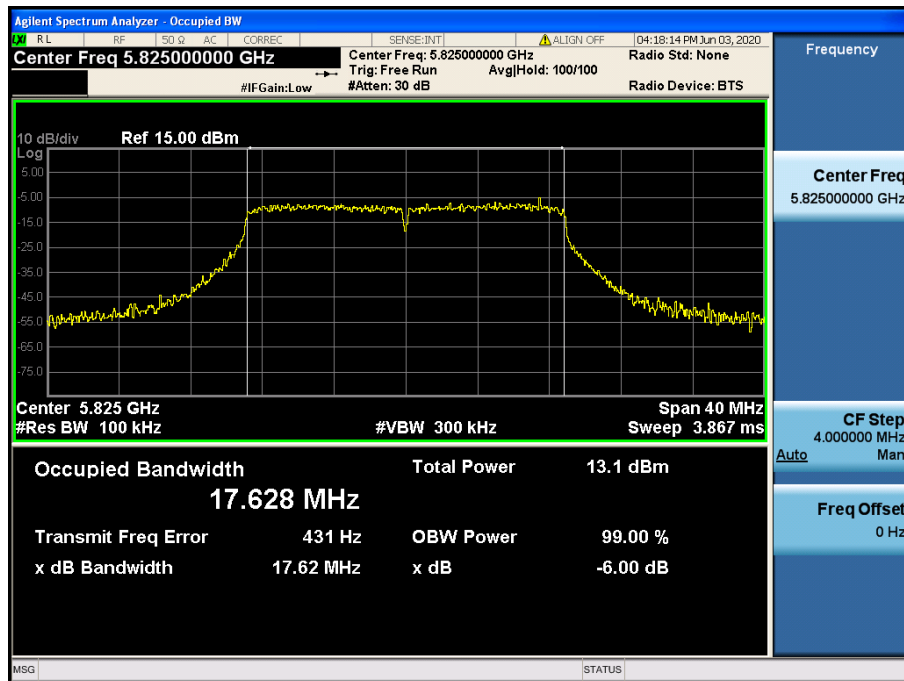 Agilent Spectrum Analyzer - Occupied BW
LXI RL RF 50 Ω AC CORREC SENSE:INT ALIGN OFF 04:18:14 PM Jun 03, 2020
Center Freq 5.825000000 GHz
Center Freq: 5.825000000 GHz Radio Std: None
Trig: Free Run Avg|Hold: 100/100
#IFGain:Low #Atten: 30 dB Radio Device: BTS
10 dB/div Ref 15.00 dBm
Log
5.00
-5.00
-15.0
-25.0
-35.0
-45.0
-55.0
-65.0
-75.0
Center 5.825 GHz Span 40 MHz
#Res BW 100 kHz #VBW 300 kHz Sweep 3.867 ms
Occupied Bandwidth Total Power 13.1 dBm
17.628 MHz
Transmit Freq Error 431 Hz OBW Power 99.00 %
x dB Bandwidth 17.62 MHz x dB -6.00 dB
MSG STATUS
Frequency
Center Freq
5.825000000 GHz
CF Step
4.000000 MHz
Auto Man
Freq Offset
0 Hz